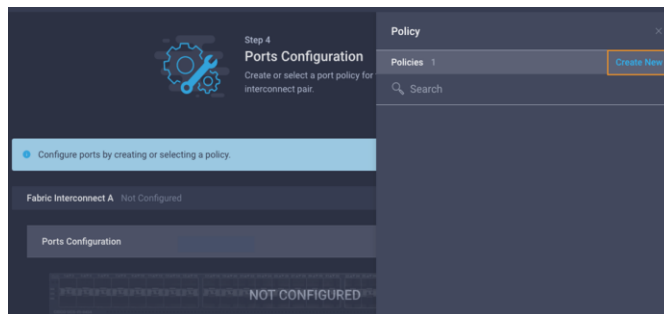 Step 4
Ports Configuration
Create or select a port policy for
interconnect pair.
Configure ports by creating or selecting a policy.
Fabric Interconnect A Not Configured
Ports Configuration
NOT CONFIGURED
Policy
Policies 1
Create New
Search